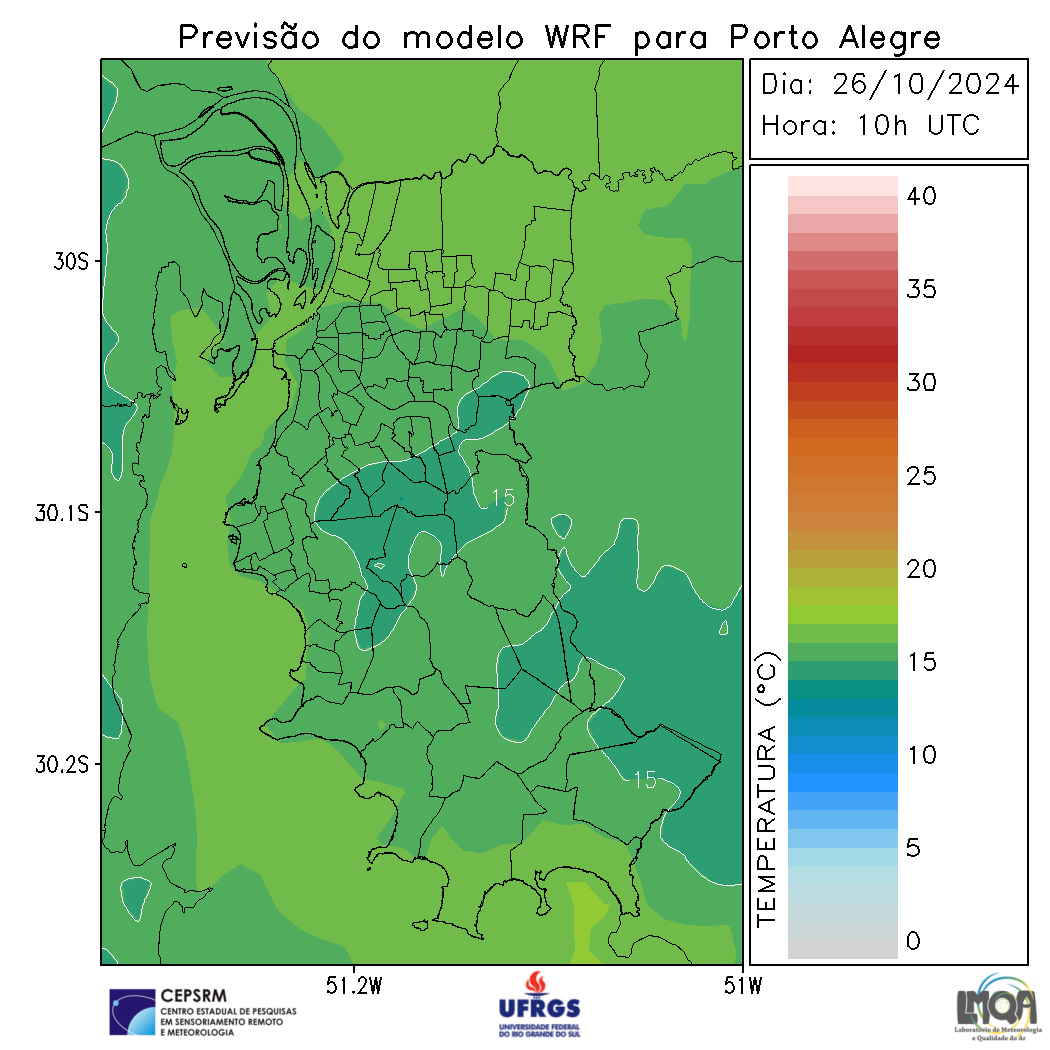 Previsão do modelo WRF para Porto Alegre
Dia: 26/10/2024
Hora: 10h UTC
40
35
30
25
20
15
10
5
0
TEMPERATURA (°C)
30S
30.1S
30.2S
15
15
51.2W
51W
CEPSRM
CENTRO ESTADUAL DE PESQUISAS
EM SENSORIAMENTO REMOTO
E METEOROLOGIA
UFRGS
UNIVERSIDADE FEDERAL
DO RIO GRANDE DO SUL
LMQA
Laboratório de Meteorologia
e Qualidade do Ar